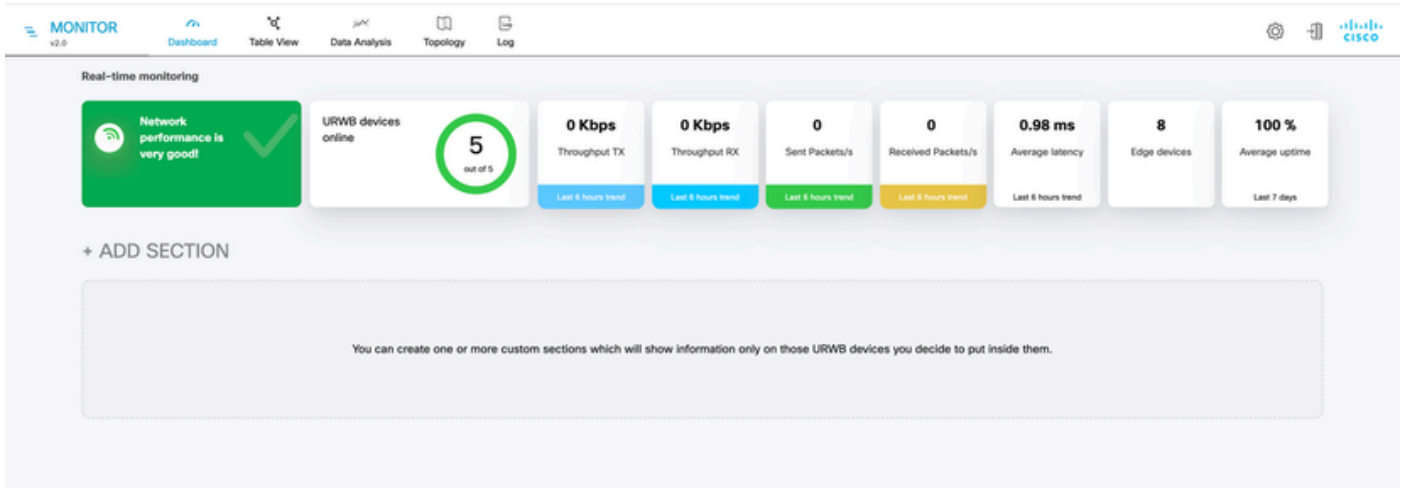 MONITOR
v2.0
Dashboard
Table View
Data Analysis
Topology
Log
CISCO
Real-time monitoring
Network
performance is
very good!
URWB devices
online
5
out of 5
0 Kbps
Throughput TX
Last 6 hours trend
0 Kbps
Throughput RX
Last 6 hours trend
0
Sent Packets/s
Last 6 hours trend
0
Received Packets/s
Last 6 hours trend
0.98 ms
Average latency
Last 6 hours trend
8
Edge devices
100 %
Average uptime
Last 7 days
+ ADD SECTION
You can create one or more custom sections which will show information only on those URWB devices you decide to put inside them.